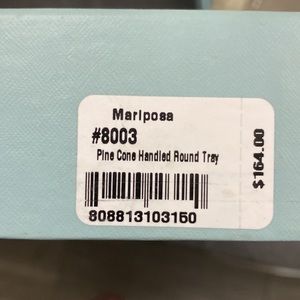 Mariposa
#8003
Pine Cone Handled Round Tray
$164.00
808813103150